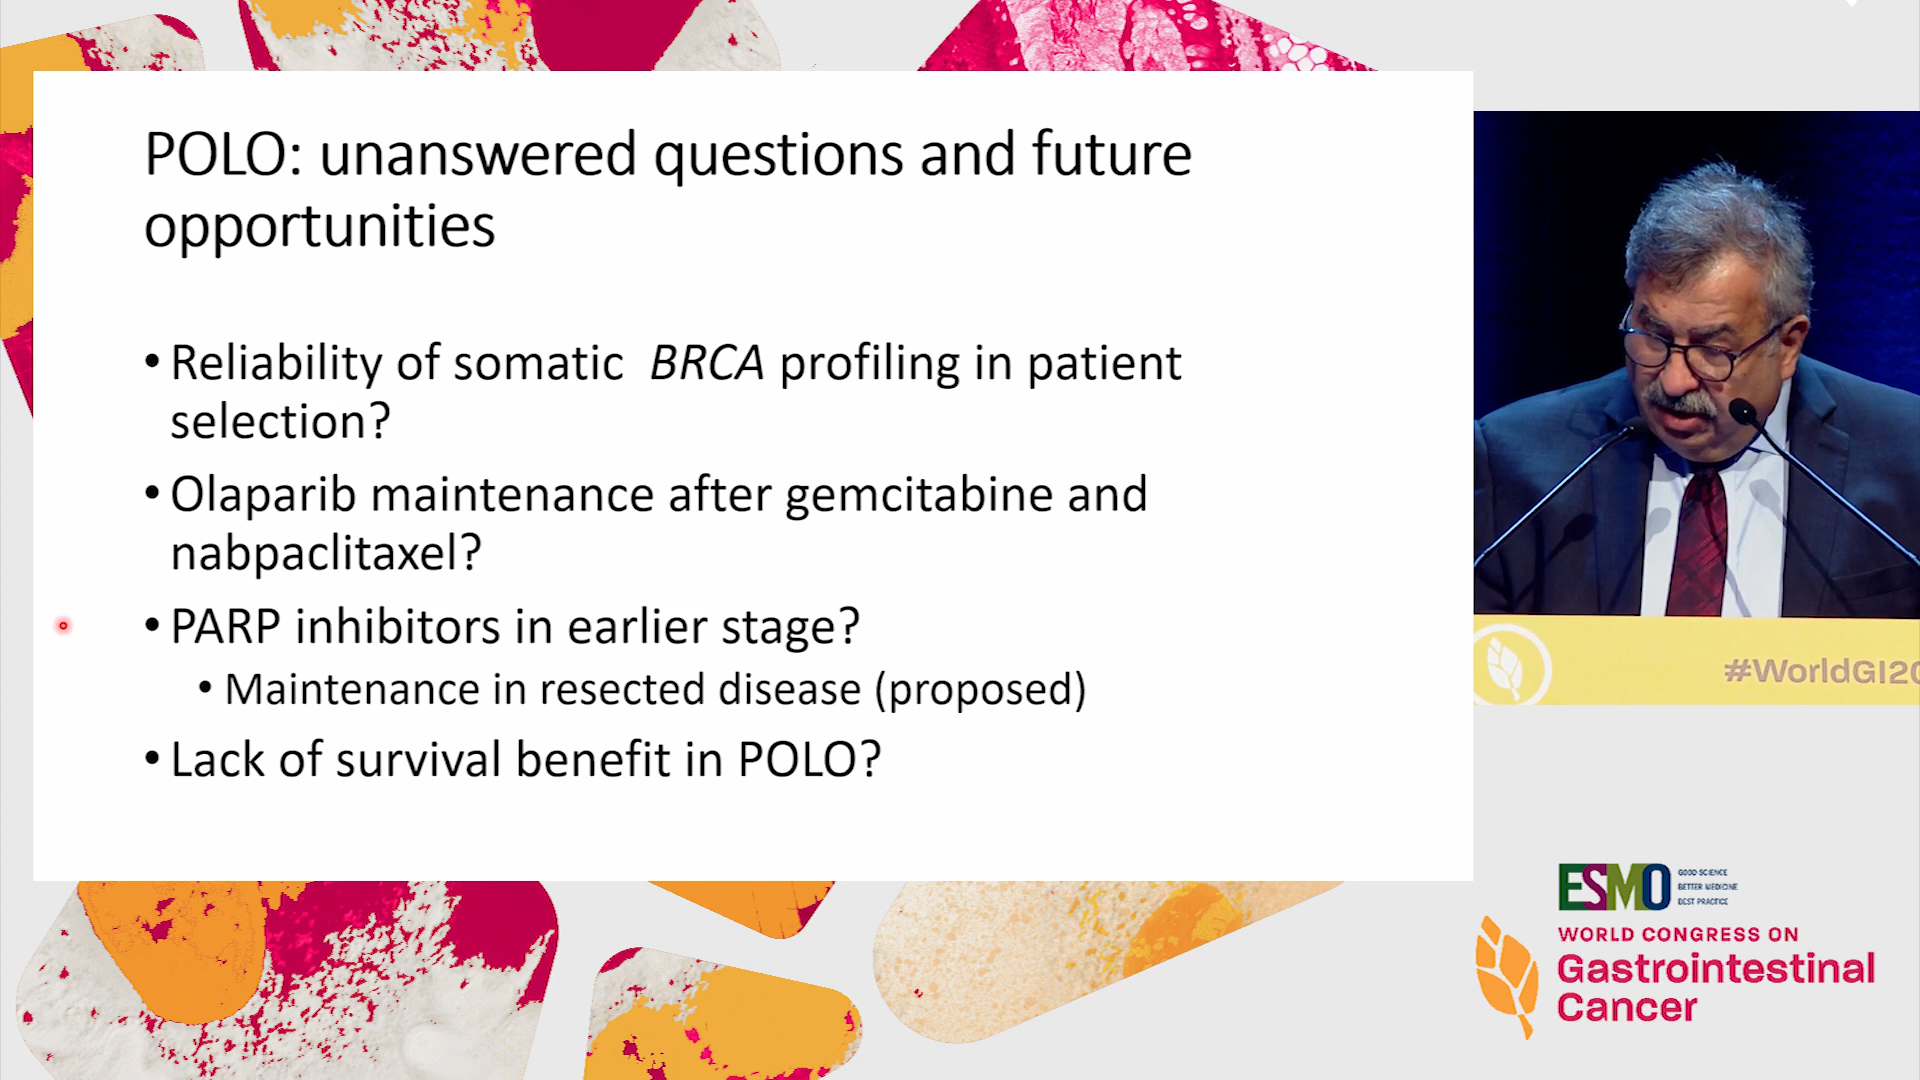 POLO: unanswered questions and future
opportunities
• Reliability of somatic BRCA profiling in patient
selection?
• Olaparib maintenance after gemcitabine and
nabpaclitaxel?
• PARP inhibitors in earlier stage?
• Maintenance in resected disease (proposed)
• Lack of survival benefit in POLO?
#WorldGI20
ESMO
GOOD SCIENCE
BETTER MEDICINE
BEST PRACTICE
WORLD CONGRESS ON
Gastrointestinal
Cancer